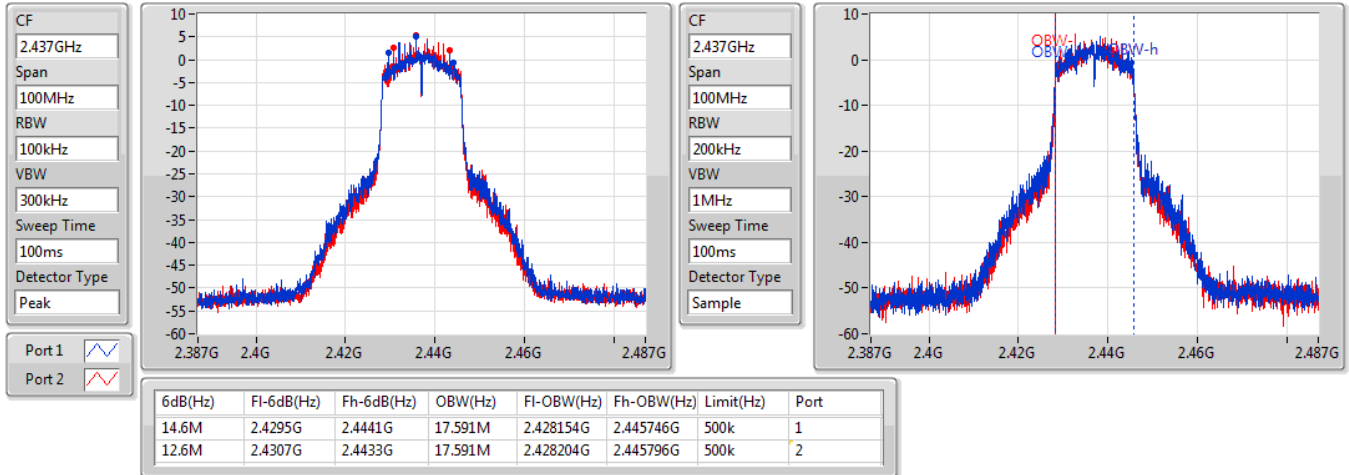 CF
2.437GHz
Span
100MHz
RBW
100kHz
VBW
300kHz
Sweep Time
100ms
Detector Type
Peak
Port 1
Port 2
10
5
0
-5
-10
-15
-20
-25
-30
-35
-40
-45
-50
-55
-60
2.387G 2.4G 2.42G 2.44G 2.46G 2.487G
CF
2.437GHz
Span
100MHz
RBW
200kHz
VBW
1MHz
Sweep Time
100ms
Detector Type
Sample
10
0
-10
-20
-30
-40
-50
-60
OBW-l
OBW BW-h
2.387G 2.4G 2.42G 2.44G 2.46G 2.487G
6dB(Hz) Fl-6dB(Hz) Fh-6dB(Hz) OBW(Hz) Fl-OBW(Hz) Fh-OBW(Hz) Limit(Hz) Port
14.6M 2.4295G 2.4441G 17.591M 2.428154G 2.445746G 500k 1
12.6M 2.4307G 2.4433G 17.591M 2.428204G 2.445796G 500k 2